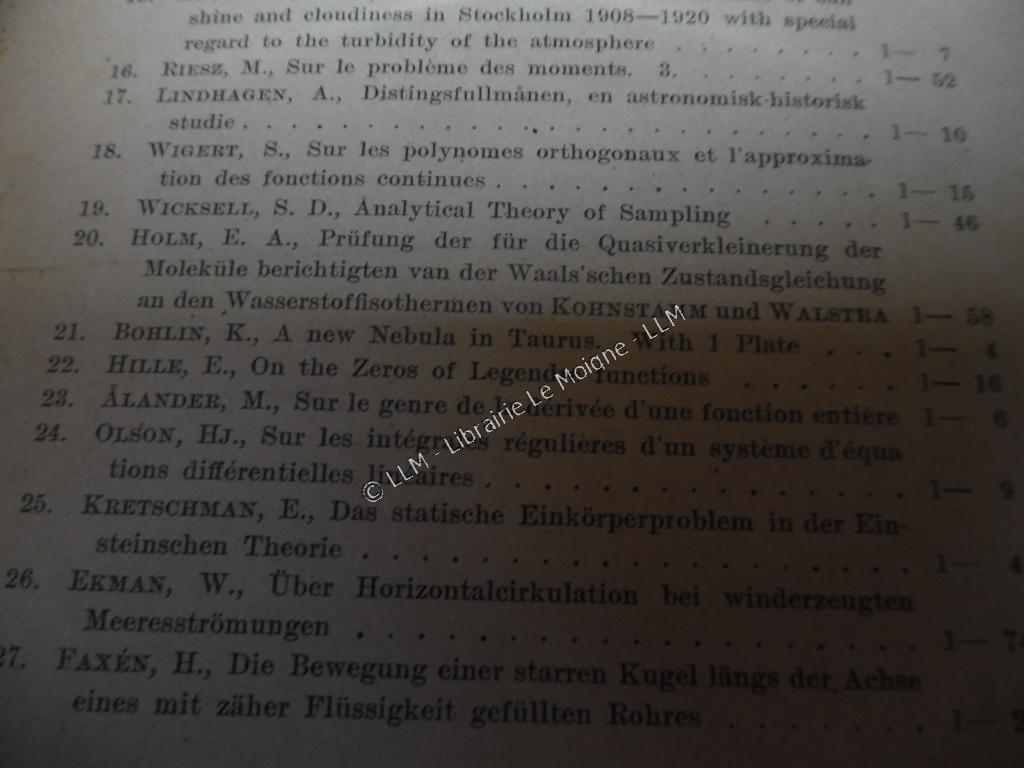 shine and cloudiness in Stockholm 1908—1920 with special
regard to the turbidity of the atmosphere . . . . . . . 1— 7
16. RIESZ, M., Sur le problème des moments. 3. . . . . . . 1— 52
17. LINDHAGEN, A., Distingsfullmånen, en astronomisk-historisk
studie . . . . . . . . . . . . . . . . . . 1— 10
18. WIGERT, S., Sur les polynomes orthogonaux et l'approxima-
tion des fonctions continues . . . . . . . . . . . . . 1— 15
19. WICKSELL, S. D., Analytical Theory of Sampling . . . . . 1— 46
20. HOLM, E. A., Prüfung der für die Quasiverkleinerung der
Moleküle berichtigten van der Waals'schen Zustandsgleichung
an den Wasserstoffisothermen von KOHNSTAMM und WALSTRA 1— 58
21. BOHLIN, K., A new Nebula in Taurus. With 1 Plate . . . 1— 4
22. HILLE, E., On the Zeros of Legendre functions . . . . . . 1— 16
23. ÅLANDER, M., Sur le genre de la dérivée d'une fonction entière 1— 6
24. OLSON, HJ., Sur les intégrales régulières d'un système d'équa
tions différentielles linéaires . . . . . . . . . . . . . 1— 9
25. KRETSCHMAN, E., Das statische Einkörperproblem in der Ein-
steinschen Theorie . . . . . . . . . . . . . . . . 1— 4
26. EKMAN, W., Über Horizontalcirkulation bei winderzeugten
Meeresströmungen . . . . . . . . . . . . . . . . 1— 74
27. FAXÉN, H., Die Bewegung einer starren Kugel längs der Achse
eines mit zäher Flüssigkeit gefüllten Rohres . . . . . . . 1— 2
© LLM - Librairie Le Moigne - LLM